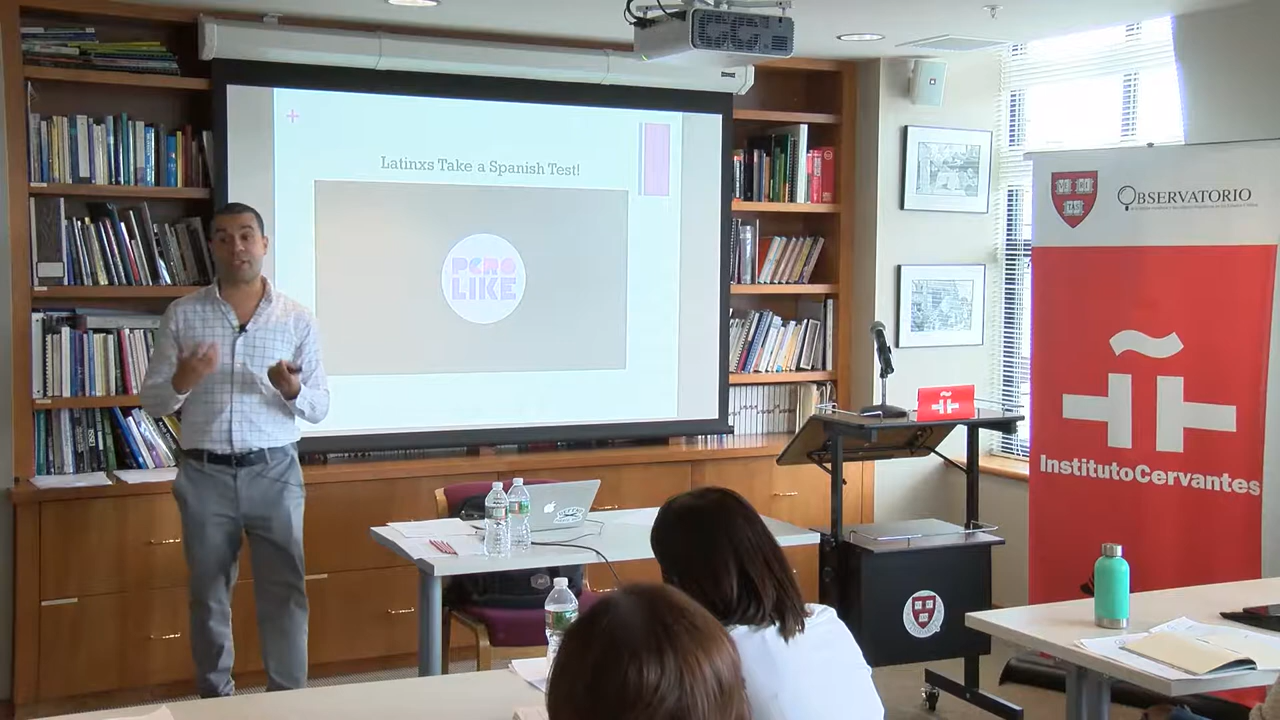 Latinxs Take a Spanish Test!
PERO
LIKE
OBSERVATORIO
InstitutoCervantes